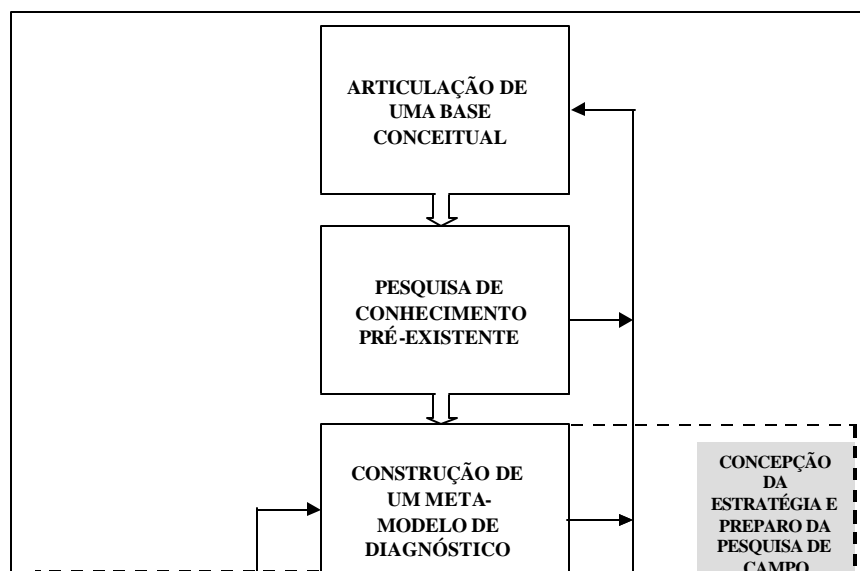 ARTICULAÇÃO DE
UMA BASE
CONCEITUAL
PESQUISA DE
CONHECIMENTO
PRÉ-EXISTENTE
CONSTRUÇÃO DE
UM META-
MODELO DE
DIAGNÓSTICO
CONCEPÇÃO
DA
ESTRATÉGIA E
PREPARO DA
PESQUISA DE
CAMPO